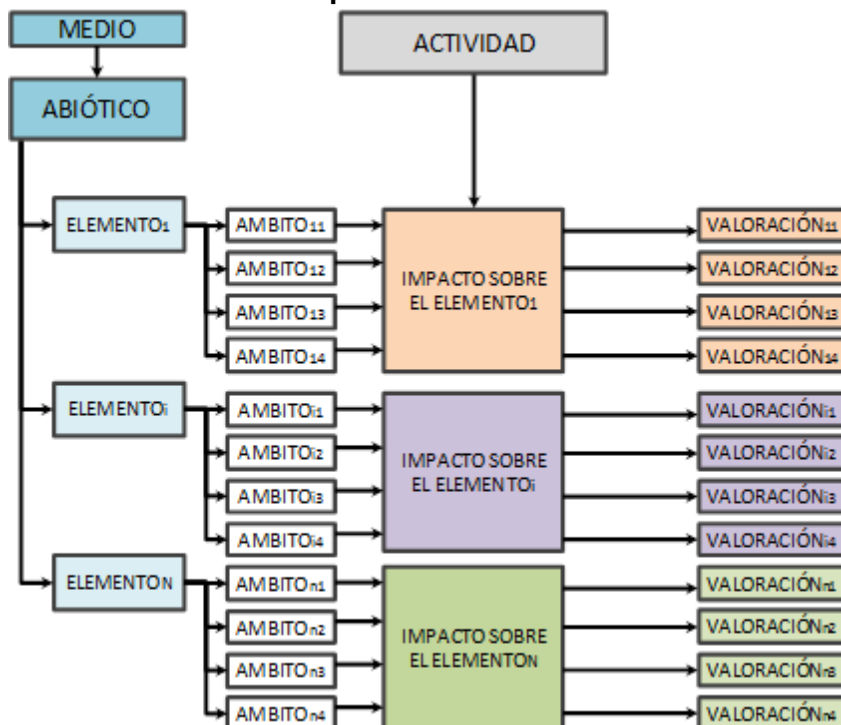 MEDIO
ACTIVIDAD
ABIÓTICO
ELEMENTO1
AMBITO11
AMBITO12
AMBITO13
AMBITO14
IMPACTO SOBRE
EL ELEMENTO1
VALORACIÓN11
VALORACIÓN12
VALORACIÓN13
VALORACIÓN14
ELEMENTOi
AMBITOi1
AMBITOi2
AMBITOi3
AMBITOi4
IMPACTO SOBRE
EL ELEMENTOi
VALORACIÓNi1
VALORACIÓNi2
VALORACIÓNi3
VALORACIÓNi4
ELEMENTON
AMBITOn1
AMBITOn2
AMBITOn3
AMBITOn4
IMPACTO SOBRE
EL ELEMENTON
VALORACIÓNn1
VALORACIÓNn2
VALORACIÓNn3
VALORACIÓNn4